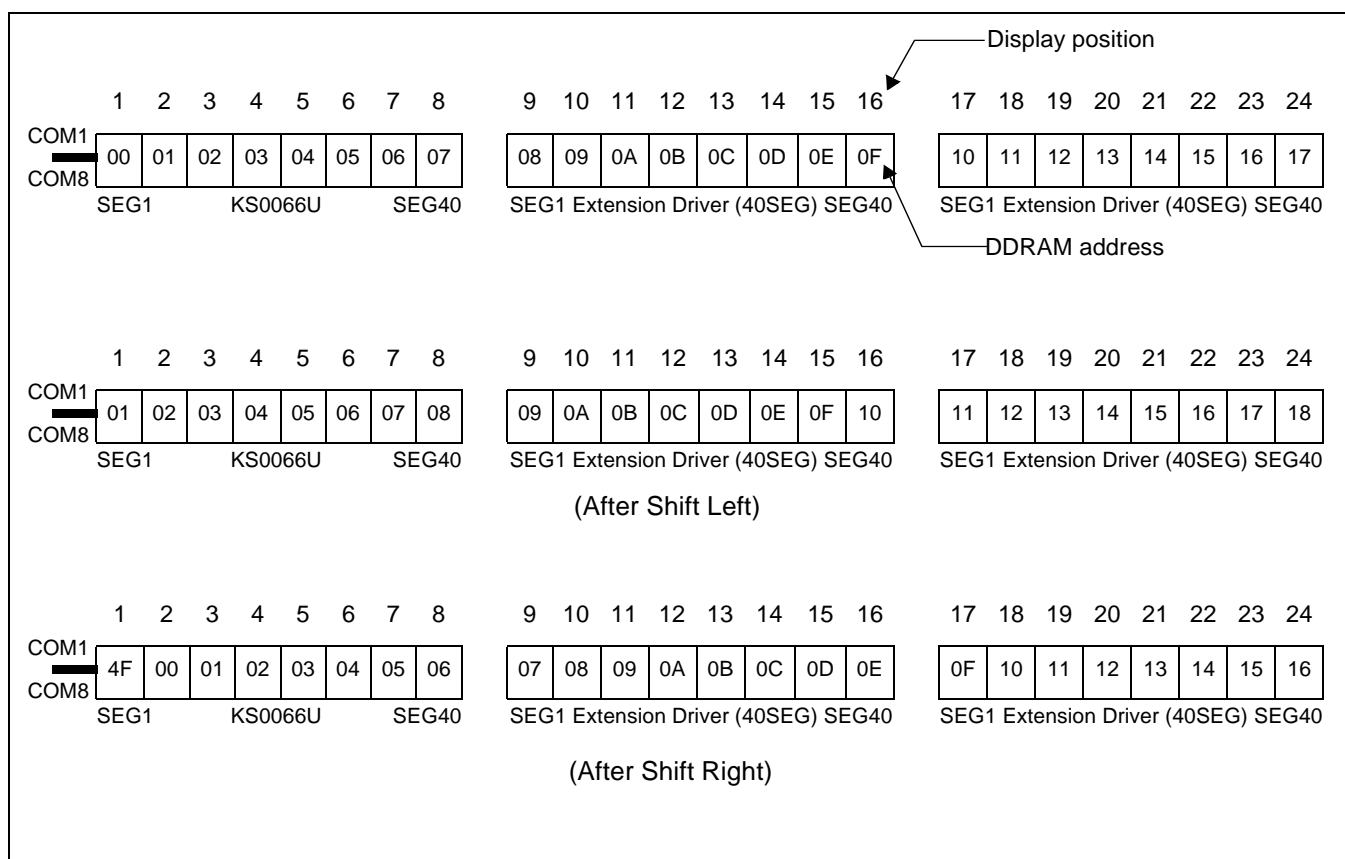 Display position
1 2 3 4 5 6 7 8 9 10 11 12 13 14 15 16 17 18 19 20 21 22 23 24
COM1
00 01 02 03 04 05 06 07 08 09 0A 0B 0C 0D 0E 0F 10 11 12 13 14 15 16 17
COM8
SEG1 KS0066U SEG40 SEG1 Extension Driver (40SEG) SEG40 SEG1 Extension Driver (40SEG) SEG40
DDRAM address
1 2 3 4 5 6 7 8 9 10 11 12 13 14 15 16 17 18 19 20 21 22 23 24
COM1
01 02 03 04 05 06 07 08 09 0A 0B 0C 0D 0E 0F 10 11 12 13 14 15 16 17 18
COM8
SEG1 KS0066U SEG40 SEG1 Extension Driver (40SEG) SEG40 SEG1 Extension Driver (40SEG) SEG40
(After Shift Left)
1 2 3 4 5 6 7 8 9 10 11 12 13 14 15 16 17 18 19 20 21 22 23 24
COM1
4F 00 01 02 03 04 05 06 07 08 09 0A 0B 0C 0D 0E 0F 10 11 12 13 14 15 16
COM8
SEG1 KS0066U SEG40 SEG1 Extension Driver (40SEG) SEG40 SEG1 Extension Driver (40SEG) SEG40
(After Shift Right)